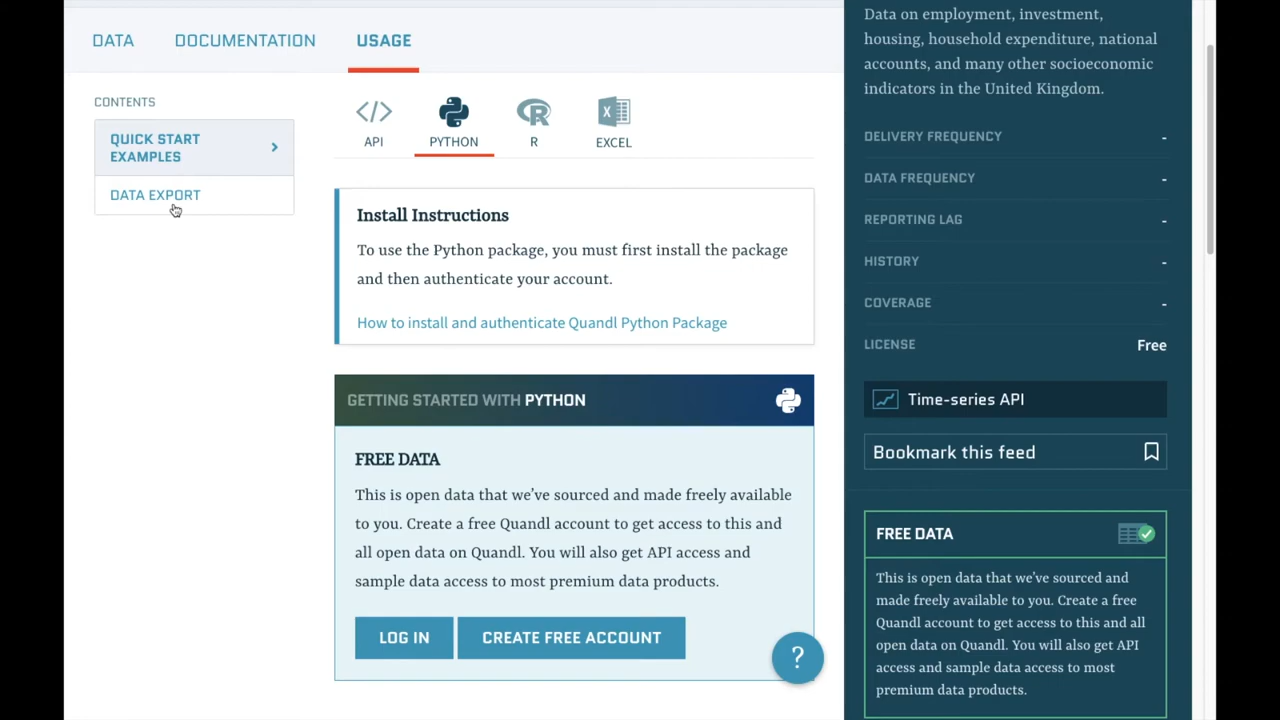 DATA
DOCUMENTATION
USAGE
CONTENTS
QUICK START
EXAMPLES
DATA EXPORT
API
PYTHON
R
EXCEL
Install Instructions
To use the Python package, you must first install the package
and then authenticate your account.
How to install and authenticate Quandl Python Package
GETTING STARTED WITH PYTHON
FREE DATA
This is open data that we've sourced and made freely available
to you. Create a free Quandl account to get access to this and
all open data on Quandl. You will also get API access and
sample data access to most premium data products.
LOG IN
CREATE FREE ACCOUNT
?
Data on employment, investment,
housing, household expenditure, national
accounts, and many other socioeconomic
indicators in the United Kingdom.
DELIVERY FREQUENCY -
DATA FREQUENCY -
REPORTING LAG -
HISTORY -
COVERAGE -
LICENSE Free
Time-series API
Bookmark this feed
FREE DATA
This is open data that we've sourced and
made freely available to you. Create a free
Quandl account to get access to this and all
open data on Quandl. You will also get API
access and sample data access to most
premium data products.